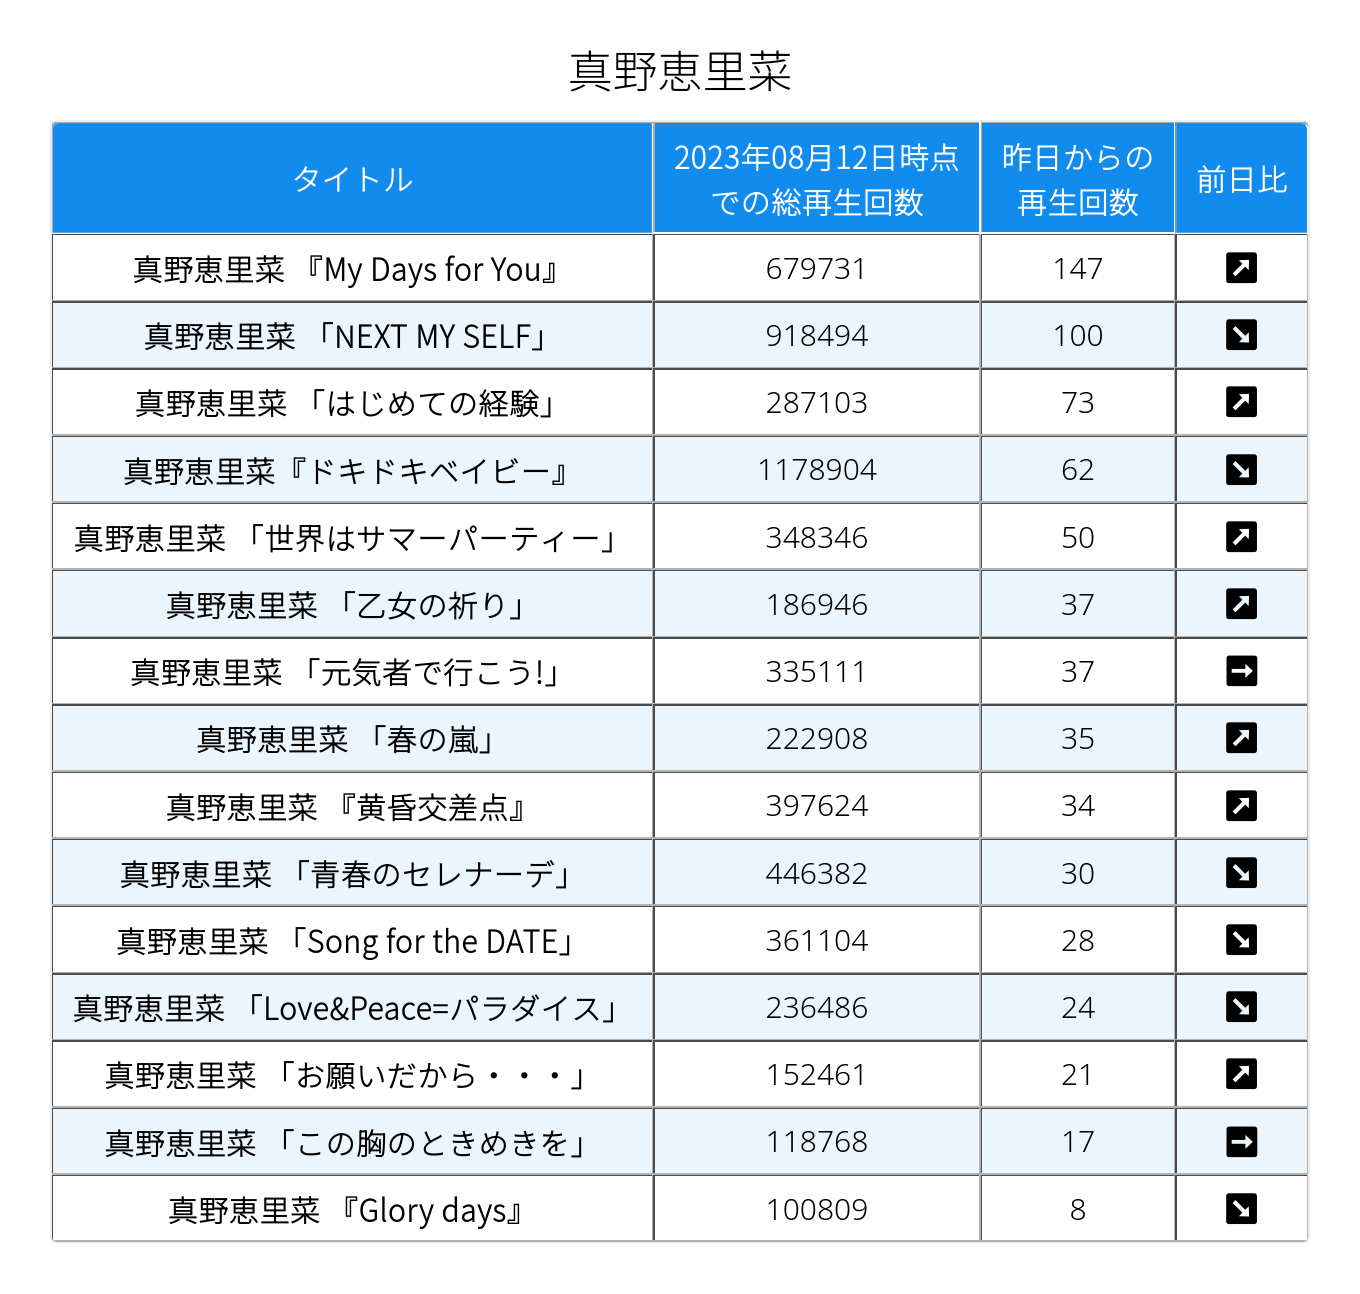 真野恵里菜
タイトル 2023年08月12日時点での総再生回数 昨日からの再生回数 前日比
真野恵里菜 『My Days for You』 679731 147 ↗
真野恵里菜 「NEXT MY SELF」 918494 100 ↘
真野恵里菜 「はじめての経験」 287103 73 ↗
真野恵里菜『ドキドキベイビー』 1178904 62 ↘
真野恵里菜 「世界はサマーパーティー」 348346 50 ↗
真野恵里菜 「乙女の祈り」 186946 37 ↗
真野恵里菜 「元気者で行こう!」 335111 37 →
真野恵里菜 「春の嵐」 222908 35 ↗
真野恵里菜 『黄昏交差点』 397624 34 ↗
真野恵里菜 「青春のセレナーデ」 446382 30 ↘
真野恵里菜 「Song for the DATE」 361104 28 ↘
真野恵里菜 「Love&Peace=パラダイス」 236486 24 ↘
真野恵里菜 「お願いだから・・・」 152461 21 ↗
真野恵里菜 「この胸のときめきを」 118768 17 →
真野恵里菜 『Glory days』 100809 8 ↘